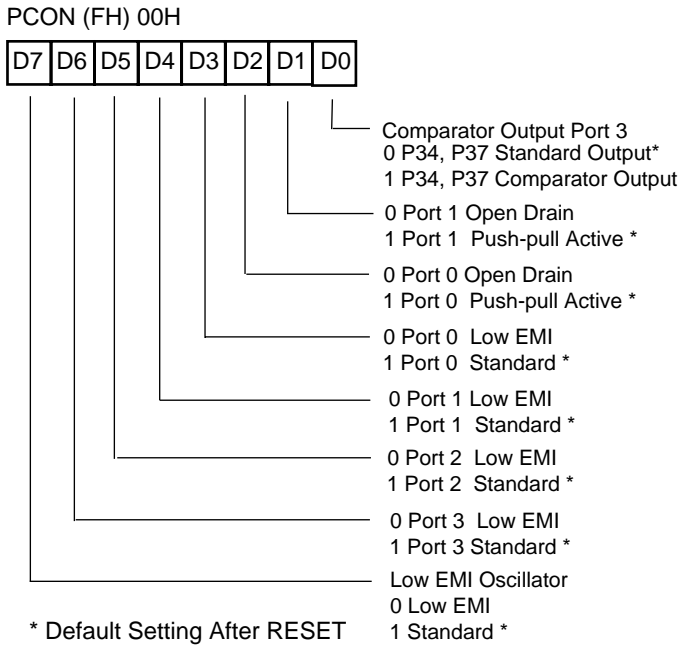 PCON (FH) 00H
D7 D6 D5 D4 D3 D2 D1 D0
Comparator Output Port 3
0 P34, P37 Standard Output*
1 P34, P37 Comparator Output
0 Port 1 Open Drain
1 Port 1 Push-pull Active *
0 Port 0 Open Drain
1 Port 0 Push-pull Active *
0 Port 0 Low EMI
1 Port 0 Standard *
0 Port 1 Low EMI
1 Port 1 Standard *
0 Port 2 Low EMI
1 Port 2 Standard *
0 Port 3 Low EMI
1 Port 3 Standard *
Low EMI Oscillator
0 Low EMI
1 Standard *
* Default Setting After RESET